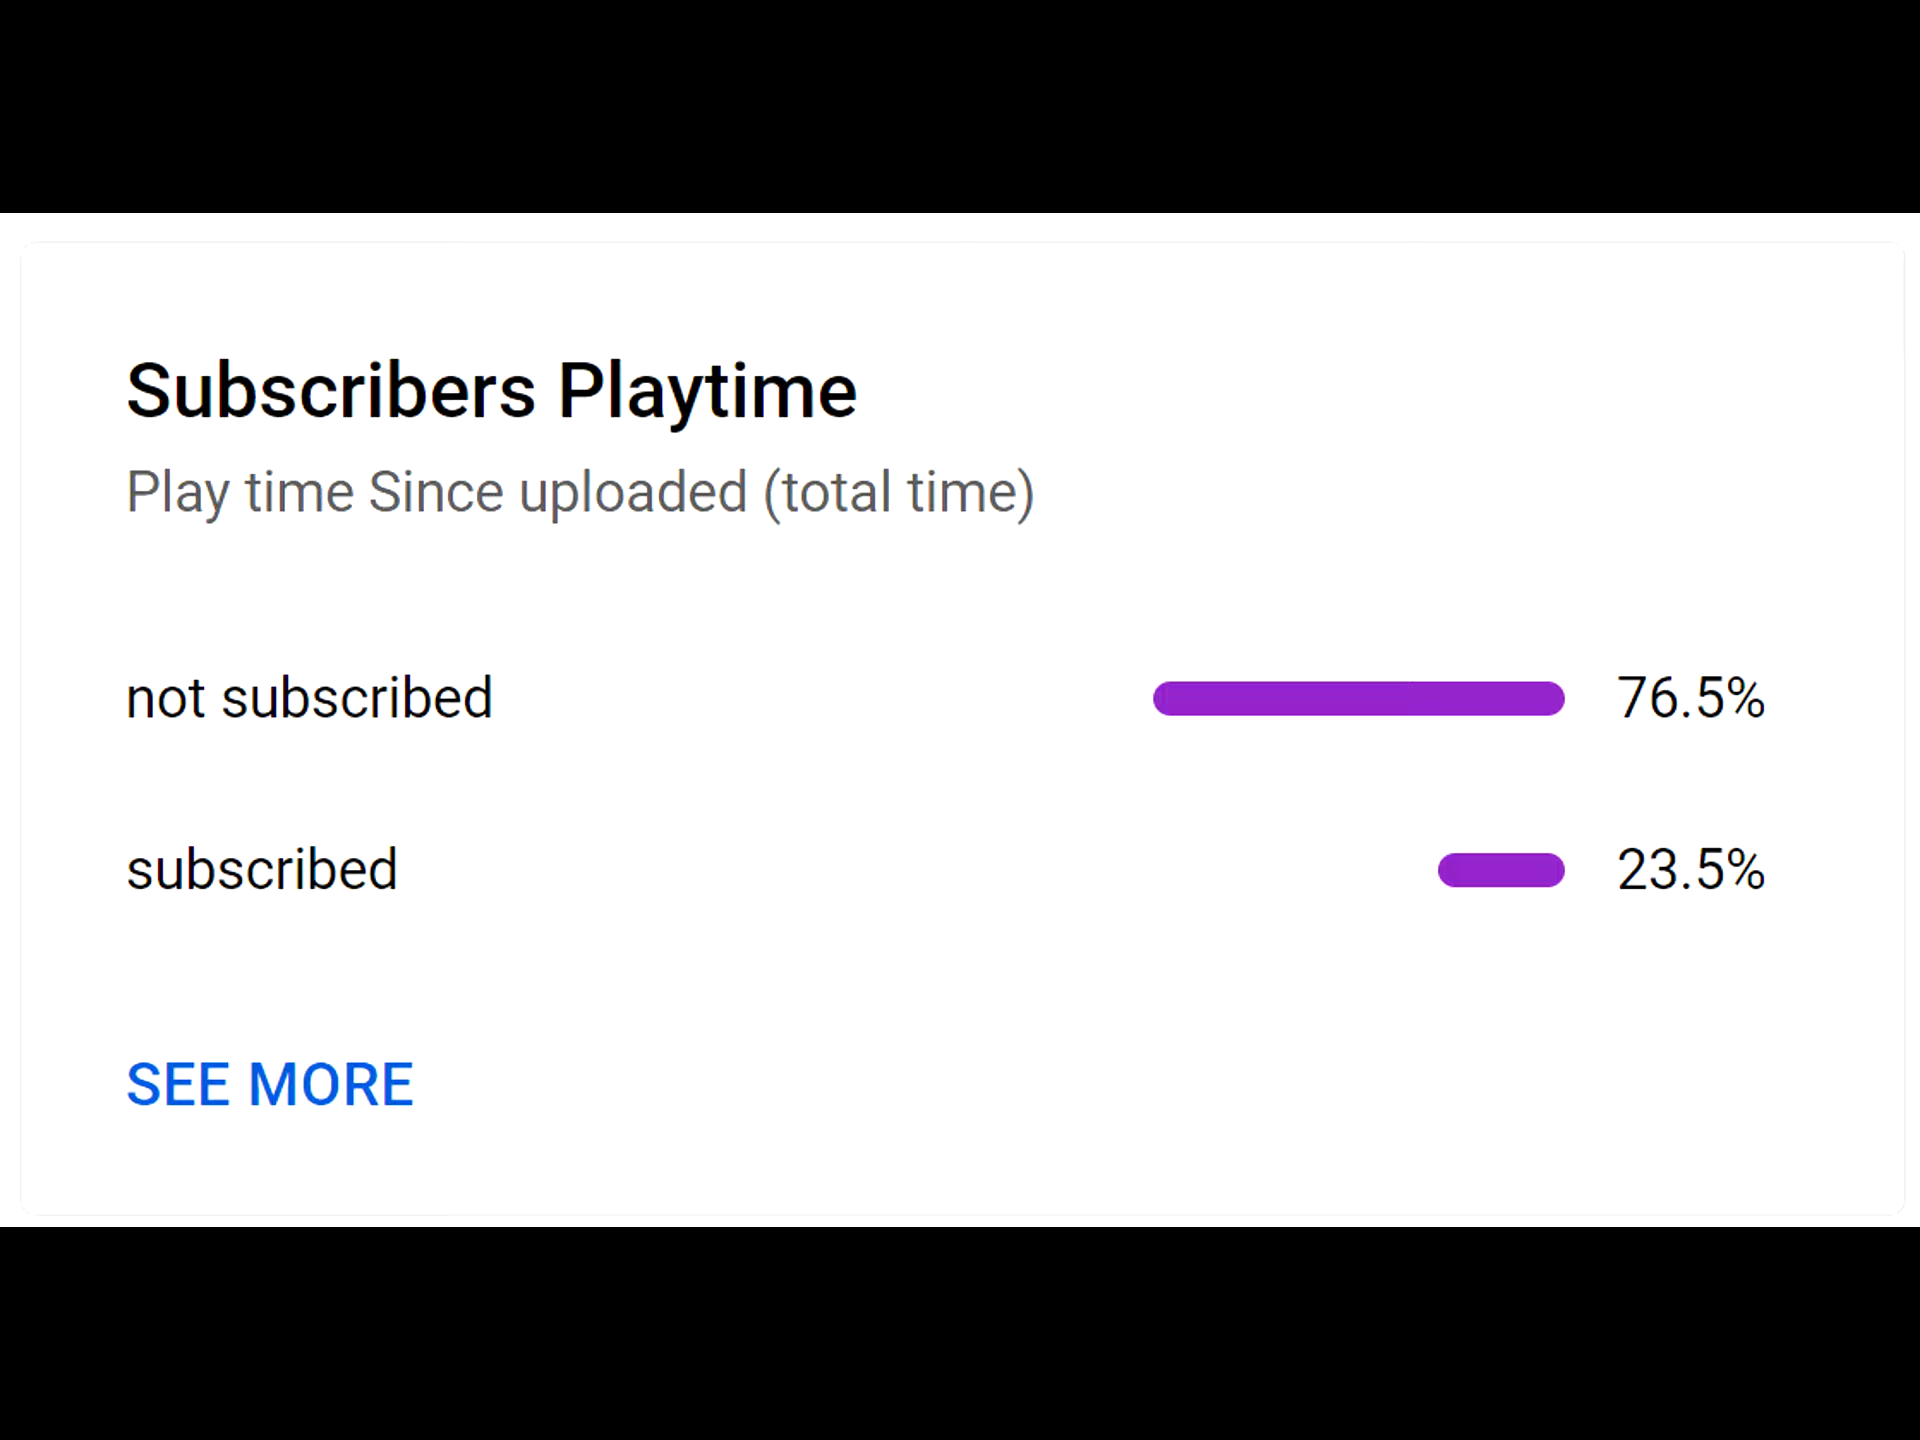 Subscribers Playtime
Play time Since uploaded (total time)
not subscribed 76.5%
subscribed 23.5%
SEE MORE